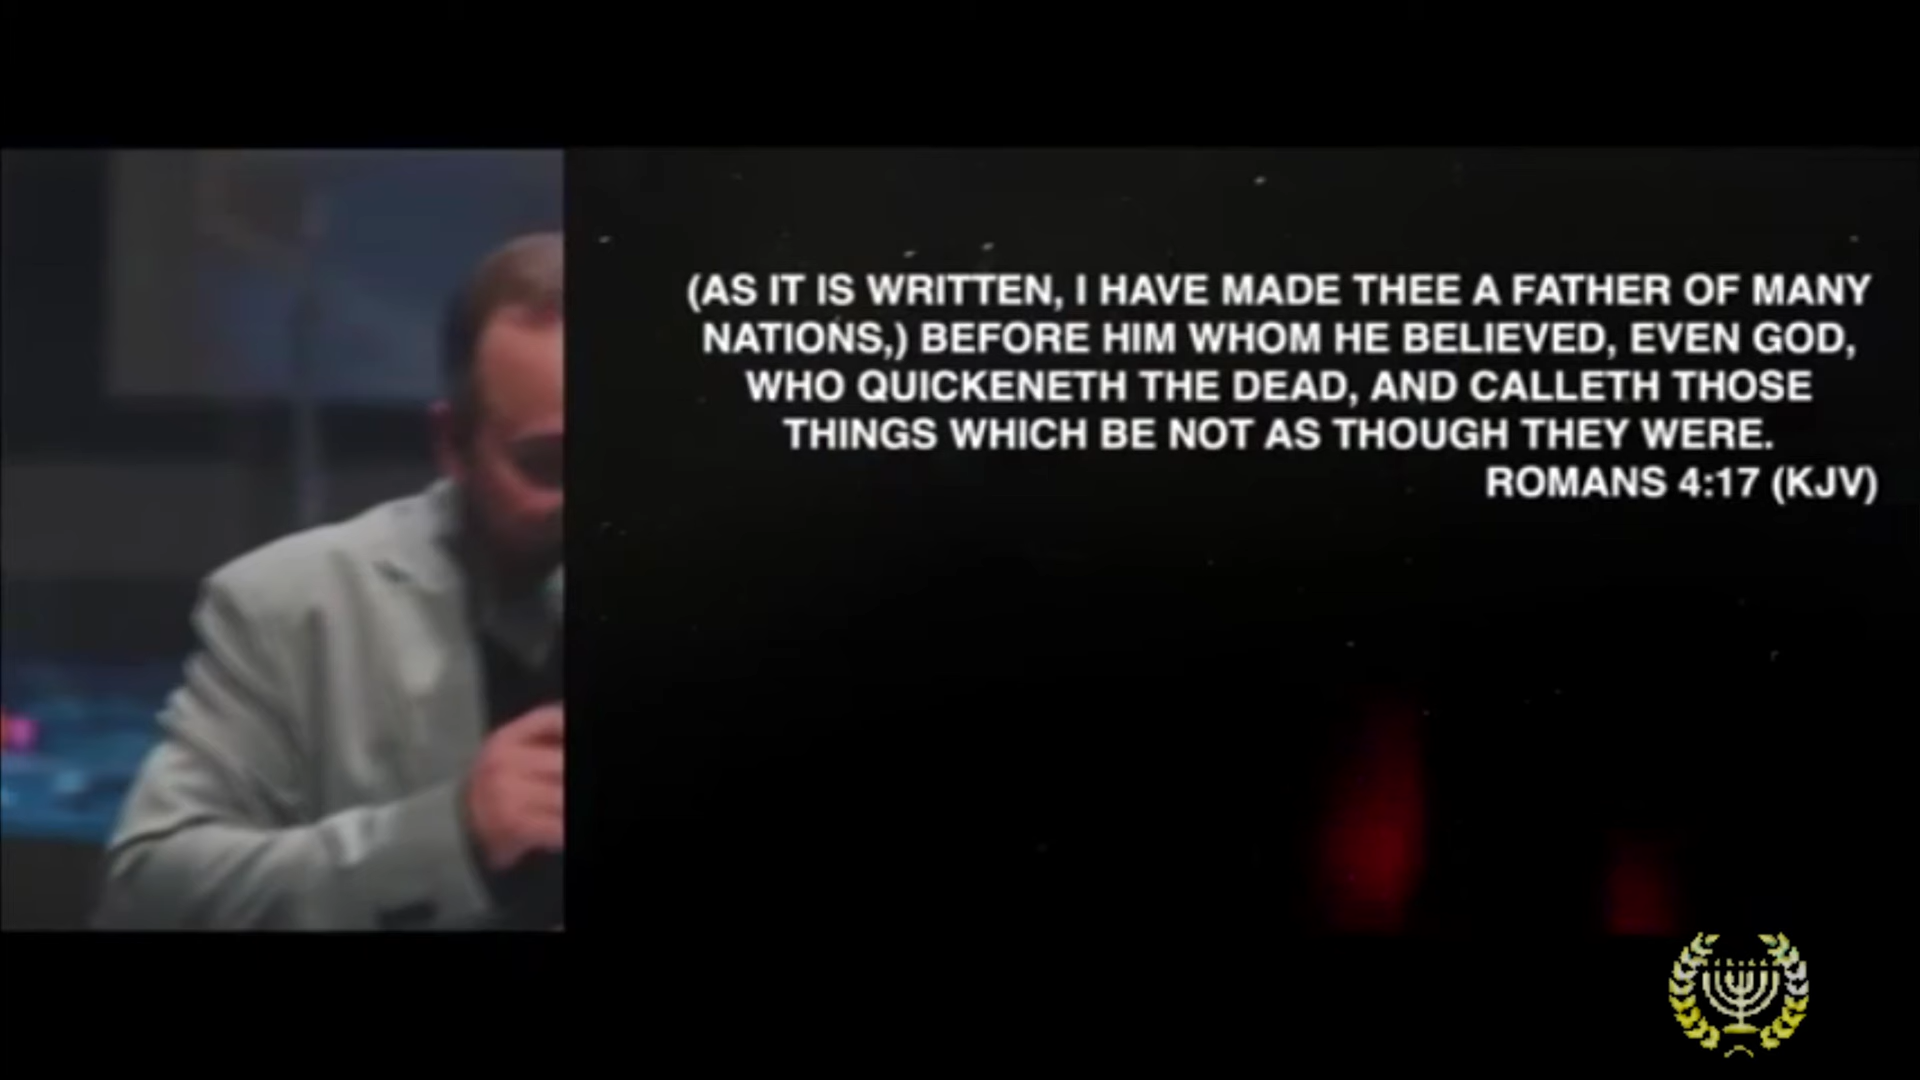 (AS IT IS WRITTEN, I HAVE MADE THEE A FATHER OF MANY
NATIONS,) BEFORE HIM WHOM HE BELIEVED, EVEN GOD,
WHO QUICKENETH THE DEAD, AND CALLETH THOSE
THINGS WHICH BE NOT AS THOUGH THEY WERE.
ROMANS 4:17 (KJV)